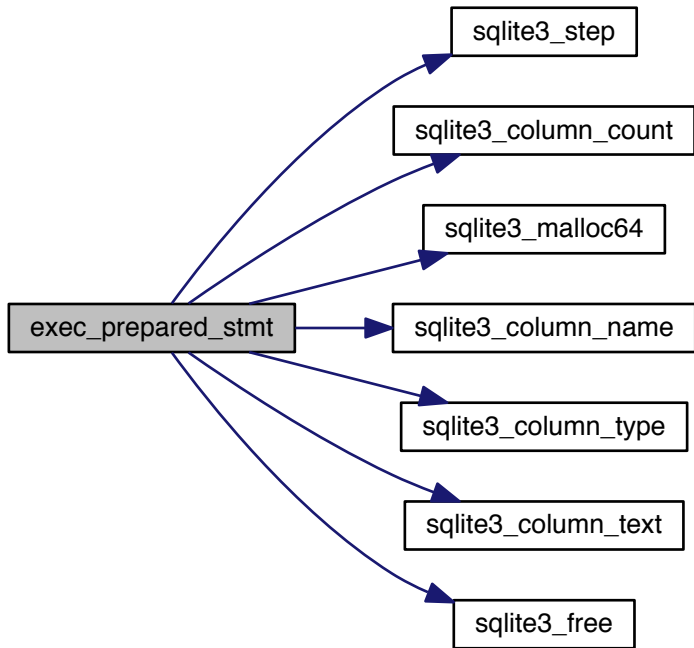 sqlite3_step
sqlite3_column_count
sqlite3_malloc64
exec_prepared_stmt
sqlite3_column_name
sqlite3_column_type
sqlite3_column_text
sqlite3_free